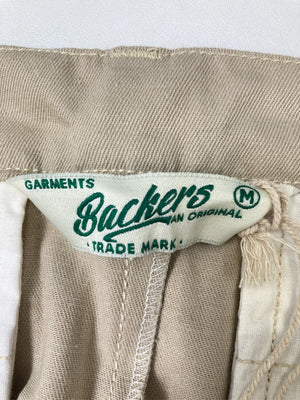 GARMENTS
Backers
M
AN ORIGINAL
· TRADE MARK ·